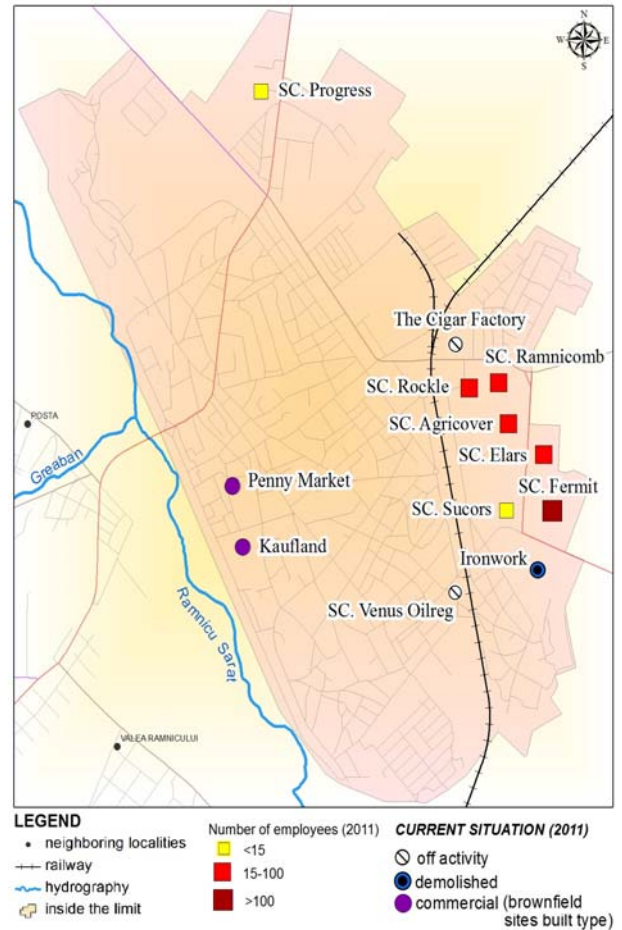 N
W E
S
SC. Progress
The Cigar Factory
SC. Ramnicomb
SC. Rockle
SC. Agricover
POSTA
SC. Elars
Greaban
Penny Market
SC. Fermit
SC. Sucors
Kaufland
Ironwork
Ramnicu Sarat
SC. Venus Oilreg
VALEA RAMNICULUI
LEGEND
neighboring localities
railway
hydrography
inside the limit
Number of employees (2011)
<15
15-100
>100
CURRENT SITUATION (2011)
off activity
demolished
commercial (brownfield
sites built type)